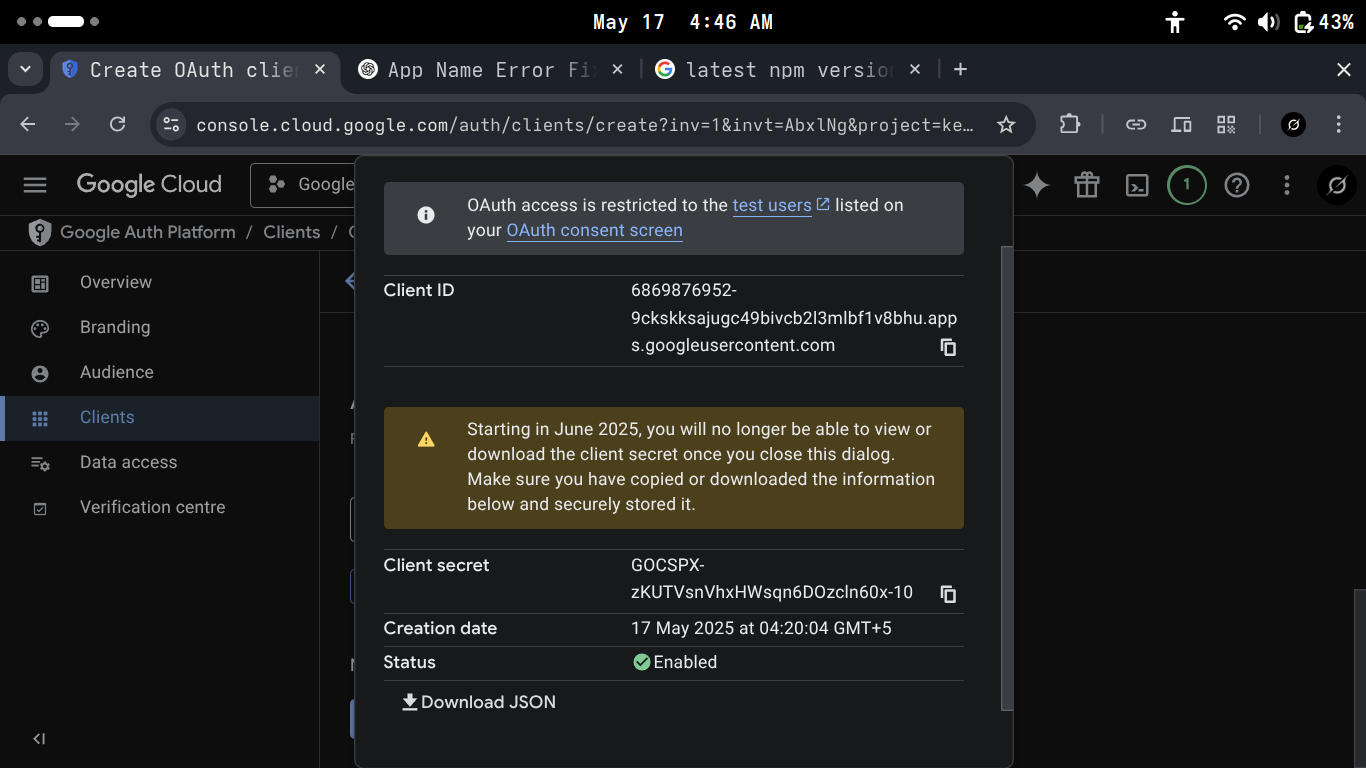 May 17 4:46 AM
43%
Create OAuth clie
App Name Error Fi
latest npm versio
console.cloud.google.com/auth/clients/create?inv=1&invt=AbxlNg&project=ke…
Google Cloud
Google
1
Google Auth Platform / Clients /
Overview
Branding
Audience
Clients
Data access
Verification centre
OAuth access is restricted to the test users listed on
your OAuth consent screen
Client ID
6869876952-
9ckskksajugc49bivcb2l3mlbf1v8bhu.app
s.googleusercontent.com
Starting in June 2025, you will no longer be able to view or
download the client secret once you close this dialog.
Make sure you have copied or downloaded the information
below and securely stored it.
Client secret
GOCSPX-
zKUTVsnVhxHWsqn6DOzcln60x-10
Creation date
17 May 2025 at 04:20:04 GMT+5
Status
Enabled
Download JSON